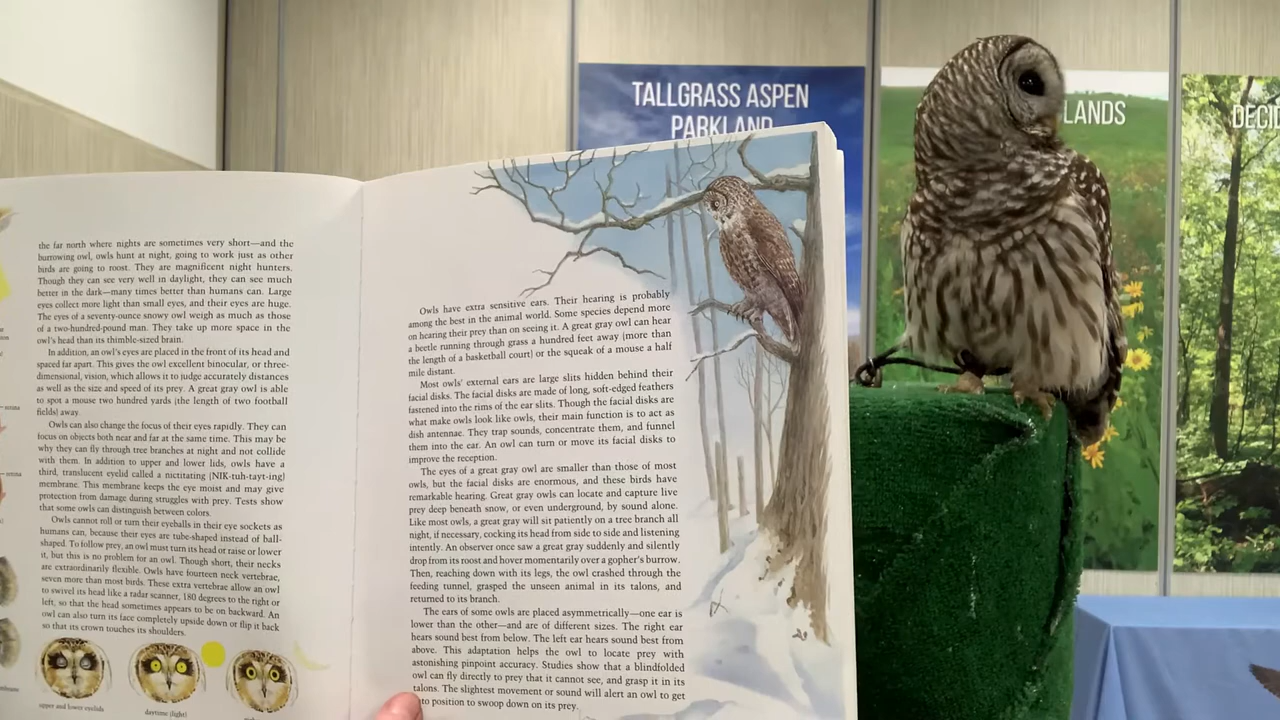 TALLGRASS ASPEN
PARKLAND
LANDS
DECI
the far north where nights are sometimes very short—and the
burrowing owl, owls hunt at night, going to work just as other
birds are going to roost. They are magnificent night hunters.
Though they can see very well in daylight, they can see much
better in the dark—many times better than humans can. Large
eyes collect more light than small eyes, and their eyes are huge.
The eyes of a seventy-ounce snowy owl weigh as much as those
of a two-hundred-pound man. They take up more space in the
owl's head than its thimble-sized brain.
In addition, an owl's eyes are placed in the front of its head and
spaced far apart. This gives the owl excellent binocular, or three-
dimensional, vision, which allows it to judge accurately distances
as well as the size and speed of its prey. A great gray owl is able
to spot a mouse two hundred yards (the length of two football
fields) away.
Owls can also change the focus of their eyes rapidly. They can
focus on objects both near and far at the same time. This may be
why they can fly through tree branches at night and not collide
with them. In addition to upper and lower lids, owls have a
third, translucent eyelid called a nictitating (NIK-tuh-tayt-ing)
membrane. This membrane keeps the eye moist and may give
protection from damage during struggles with prey. Tests show
that some owls can distinguish between colors.
Owls cannot roll or turn their eyeballs in their eye sockets as
humans can, because their eyes are tube-shaped instead of ball-
shaped. To follow prey, an owl must turn its head or raise or lower
it, but this is no problem for an owl. Though short, their necks
are extraordinarily flexible. Owls have fourteen neck vertebrae,
seven more than most birds. These extra vertebrae allow an owl
to swivel its head like a radar scanner, 180 degrees to the right or
left, so that the head sometimes appears to be on backward. An
owl can also turn its face completely upside down or flip it back
so that its crown touches its shoulders.
upper and lower eyelids
daytime (light)
Owls have extra sensitive ears. Their hearing is probably
among the best in the animal world. Some species depend more
on hearing their prey than on seeing it. A great gray owl can hear
a beetle running through grass a hundred feet away (more than
the length of a basketball court) or the squeak of a mouse a half
mile distant.
Most owls' external ears are large slits hidden behind their
facial disks. The facial disks are made of long, soft-edged feathers
fastened into the rims of the ear slits. Though the facial disks are
what make owls look like owls, their main function is to act as
dish antennae. They trap sounds, concentrate them, and funnel
them into the ear. An owl can turn or move its facial disks to
improve the reception.
The eyes of a great gray owl are smaller than those of most
owls, but the facial disks are enormous, and these birds have
remarkable hearing. Great gray owls can locate and capture live
prey deep beneath snow, or even underground, by sound alone.
Like most owls, a great gray will sit patiently on a tree branch all
night, if necessary, cocking its head from side to side and listening
intently. An observer once saw a great gray suddenly and silently
drop from its roost and hover momentarily over a gopher's burrow.
Then, reaching down with its legs, the owl crashed through the
feeding tunnel, grasped the unseen animal in its talons, and
returned to its branch.
The ears of some owls are placed asymmetrically—one ear is
lower than the other—and are of different sizes. The right ear
hears sound best from below. The left ear hears sound best from
above. This adaptation helps the owl to locate prey with
astonishing pinpoint accuracy. Studies show that a blindfolded
owl can fly directly to prey that it cannot see, and grasp it in its
talons. The slightest movement or sound will alert an owl to get
to position to swoop down on its prey.